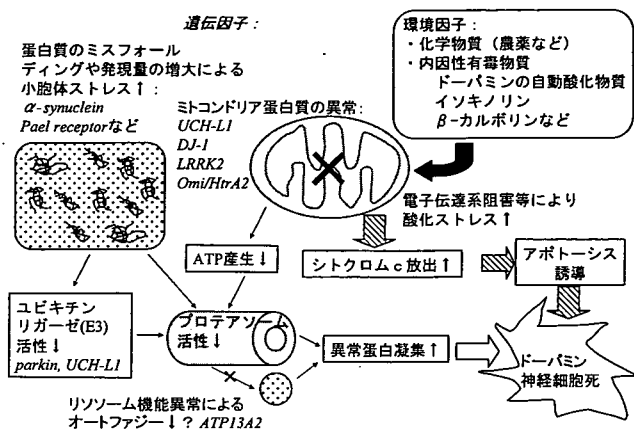 遺伝因子：
蛋白質のミスフォール
ディングや発現量の増大による
小胞体ストレス↑：
α-synuclein
Pael receptorなど
ミトコンドリア蛋白質の異常：
UCH-L1
DJ-1
LRRK2
Omi/HtrA2
環境因子：
・化学物質（農薬など）
・内因性有毒物質
ドーパミンの自動酸化物質
イソキノリン
β-カルボリンなど
電子伝達系阻害等により
酸化ストレス↑
ATP産生↓
シトクロムc放出↑
アポトーシス
誘導
ユビキチン
リガーゼ(E3)
活性↓
parkin, UCH-L1
プロテアソーム
活性↓
異常蛋白凝集↑
ドーパミン
神経細胞死
リソソーム機能異常による
オートファジー↓？ ATP13A2